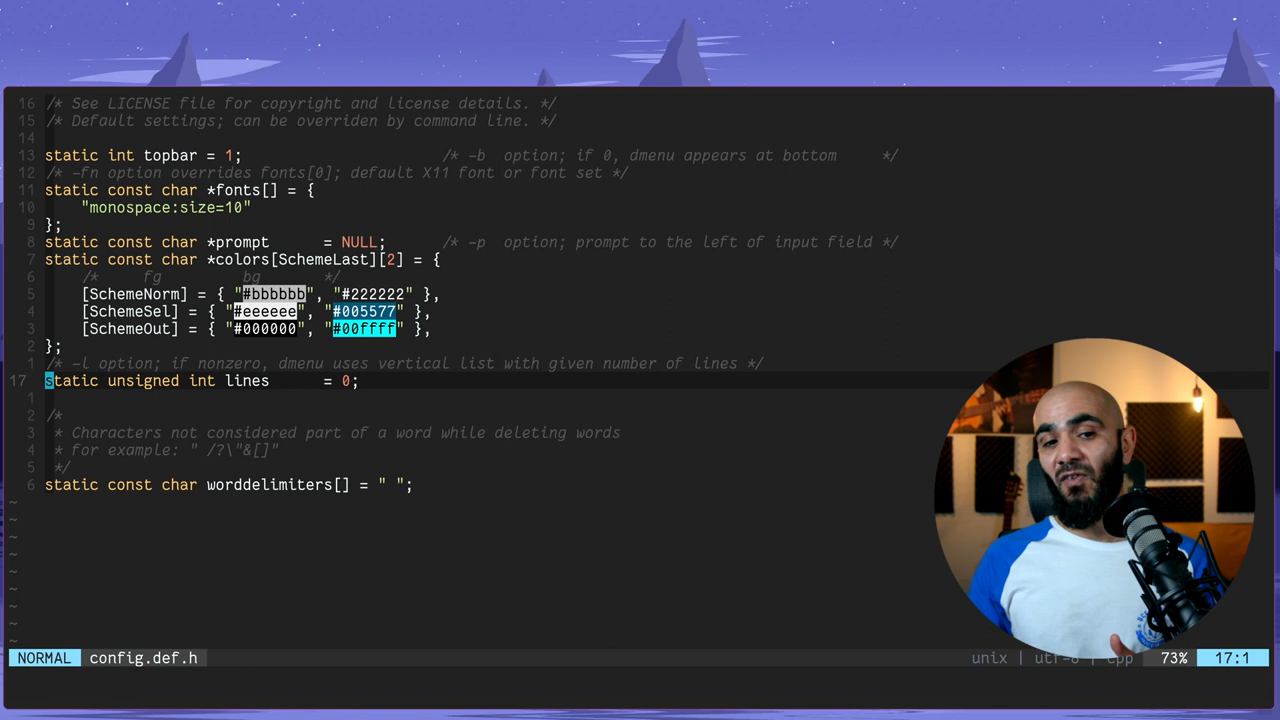 16 /* See LICENSE file for copyright and license details. */
15 /* Default settings; can be overriden by command line. */
14
13 static int topbar = 1;                      /* -b  option; if 0, dmenu appears at bottom     */
12 /* -fn option overrides fonts[0]; default X11 font or font set */
11 static const char *fonts[] = {
10     "monospace:size=10"
9 };
8 static const char *prompt      = NULL;      /* -p  option; prompt to the left of input field */
7 static const char *colors[SchemeLast][2] = {
6     /*     fg         bg       */
5     [SchemeNorm] = { "#bbbbbb", "#222222" },
4     [SchemeSel] = { "#eeeeee", "#005577" },
3     [SchemeOut] = { "#000000", "#00ffff" },
2 };
1 /* -l option; if nonzero, dmenu uses vertical list with given number of lines */
17 static unsigned int lines      = 0;
1
2 /*
3  * Characters not considered part of a word while deleting words
4  * for example: " /?\"&[]"
5  */
6 static const char worddelimiters[] = " ";
~
~
~
~
~
~
~
~
~
NORMAL config.def.h unix | utf-8 | cpp 73% 17:1